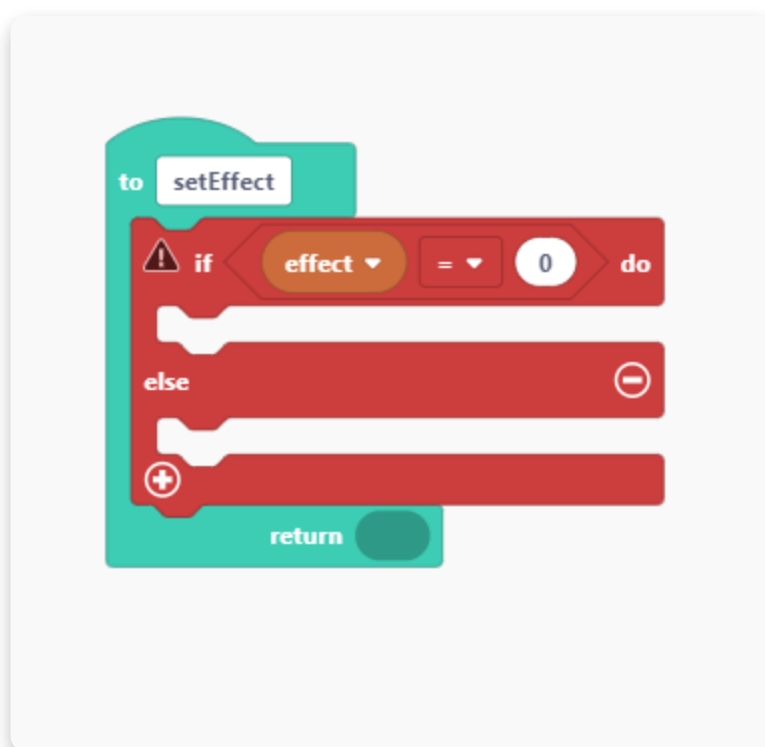 to setEffect
if effect = 0 do
else
return